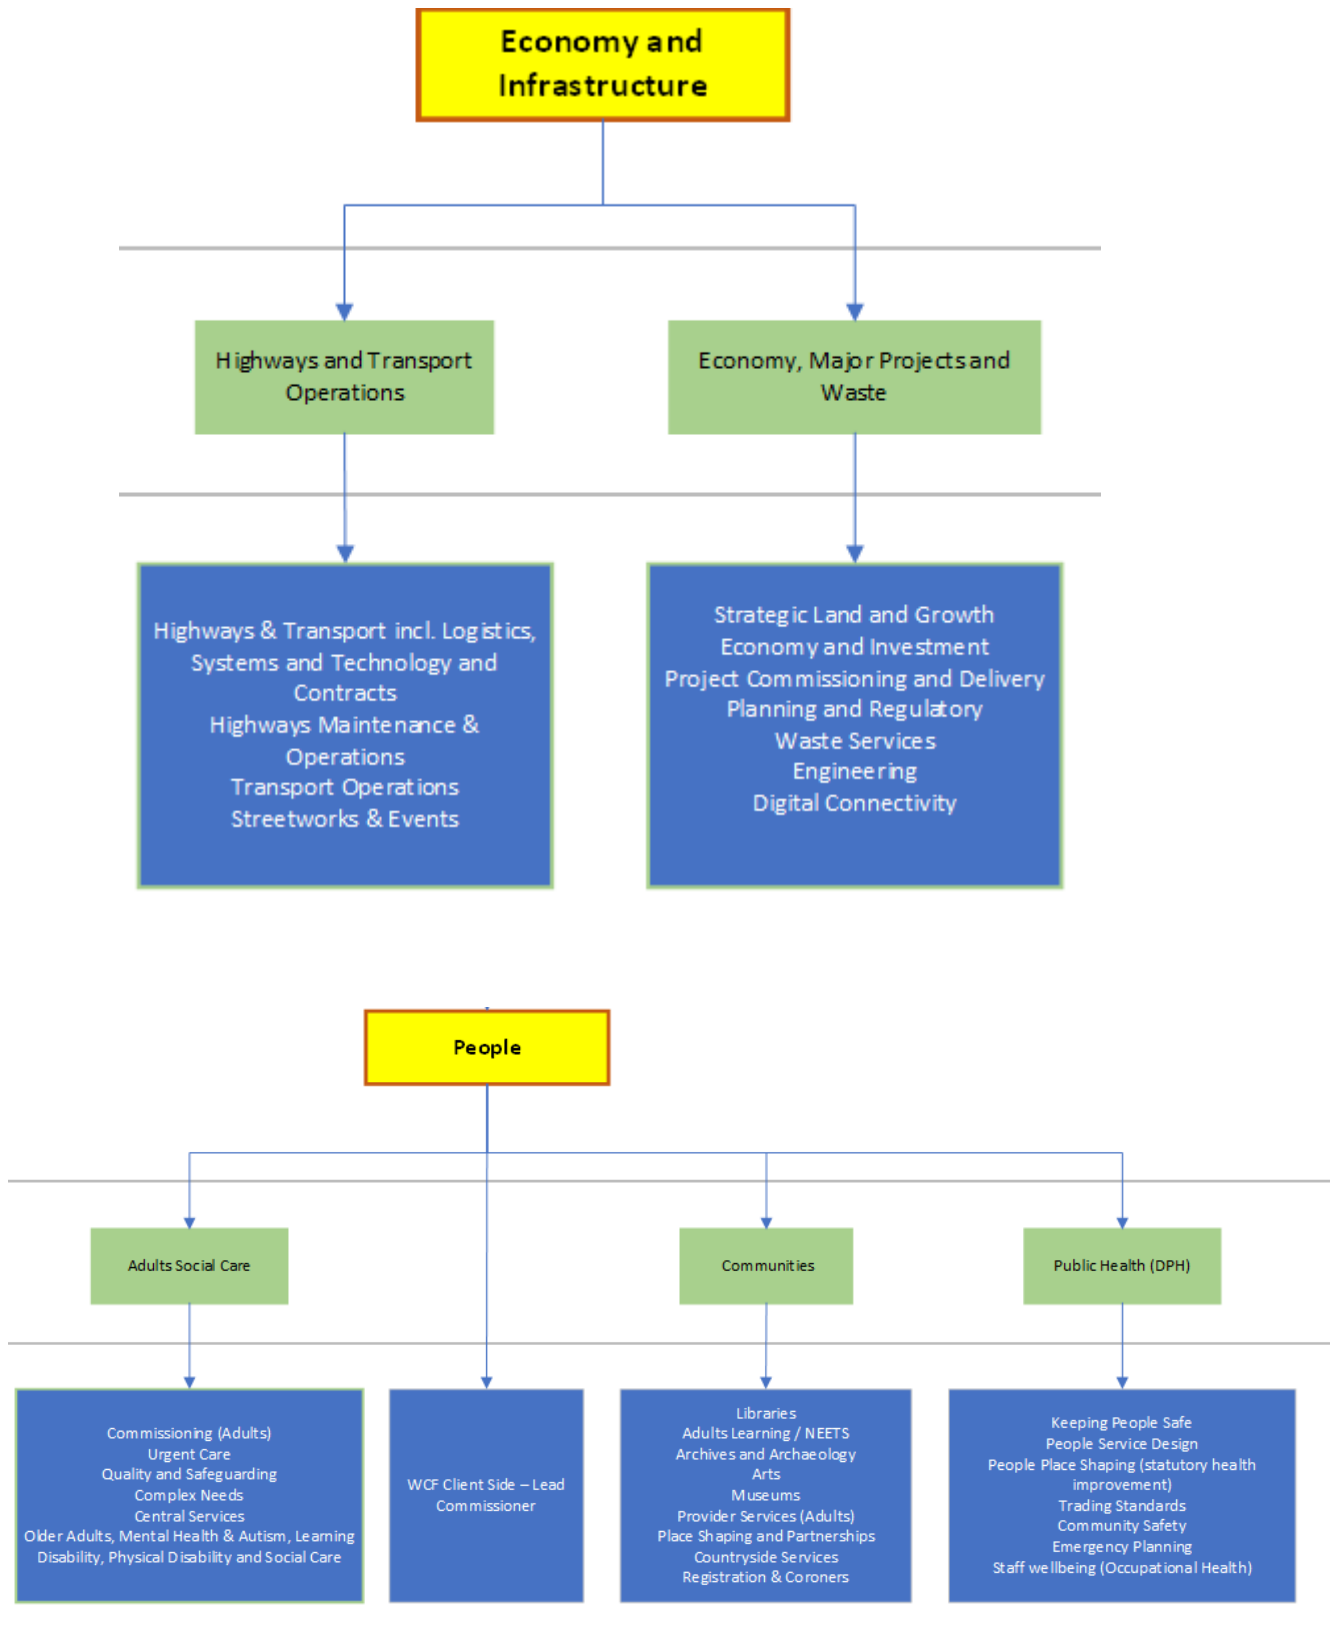 Economy and
Infrastructure
Highways and Transport
Operations
Economy, Major Projects and
Waste
Highways & Transport incl. Logistics,
Systems and Technology and
Contracts
Highways Maintenance &
Operations
Transport Operations
Streetworks & Events
Strategic Land and Growth
Economy and Investment
Project Commissioning and Delivery
Planning and Regulatory
Waste Services
Engineering
Digital Connectivity
People
Adults Social Care
Communities
Public Health (DPH)
Commissioning (Adults)
Urgent Care
Quality and Safeguarding
Complex Needs
Central Services
Older Adults, Mental Health & Autism, Learning
Disability, Physical Disability and Social Care
WCF Client Side – Lead
Commissioner
Libraries
Adults Learning / NEETS
Archives and Archaeology
Arts
Museums
Provider Services (Adults)
Place Shaping and Partnerships
Countryside Services
Registration & Coroners
Keeping People Safe
People Service Design
People Place Shaping (statutory health
improvement)
Trading Standards
Community Safety
Emergency Planning
Staff wellbeing (Occupational Health)